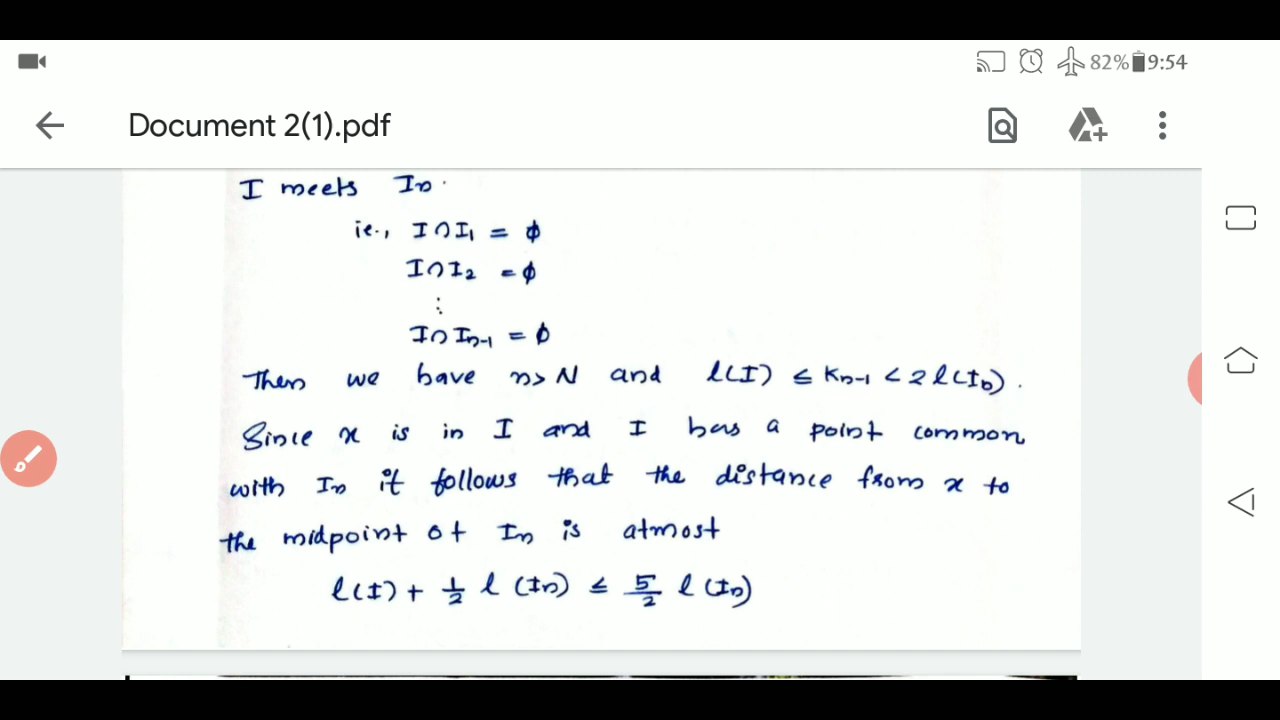 82% 9:54
Document 2(1).pdf
I meets In.
ie., I∩I1 = ϕ
I∩I2 = ϕ
⋮
I∩In-1 = ϕ
Then we have n > N and l(I) ≤ kn-1 < 2 l(In).
Since x is in I and I has a point common
with In it follows that the distance from x to
the midpoint of In is atmost
l(I) + 1/2 l (In) ≤ 5/2 l (In)